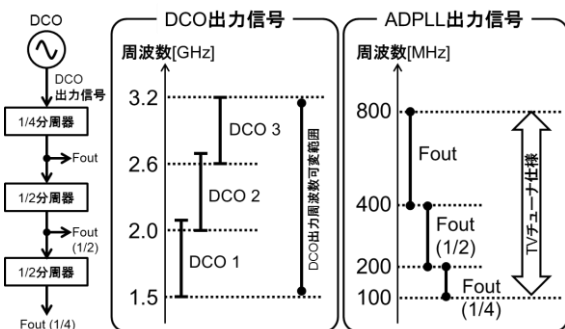 DCO
DCO
出力信号
1/4分周器
Fout
1/2分周器
Fout
(1/2)
1/2分周器
Fout (1/4)
DCO出力信号
周波数[GHz]
3.2
2.6
2.0
1.5
DCO 3
DCO 2
DCO 1
DCO出力周波数可変範囲
ADPLL出力信号
周波数[MHz]
800
400
200
100
Fout
Fout
(1/2)
Fout
(1/4)
TVチューナ仕様